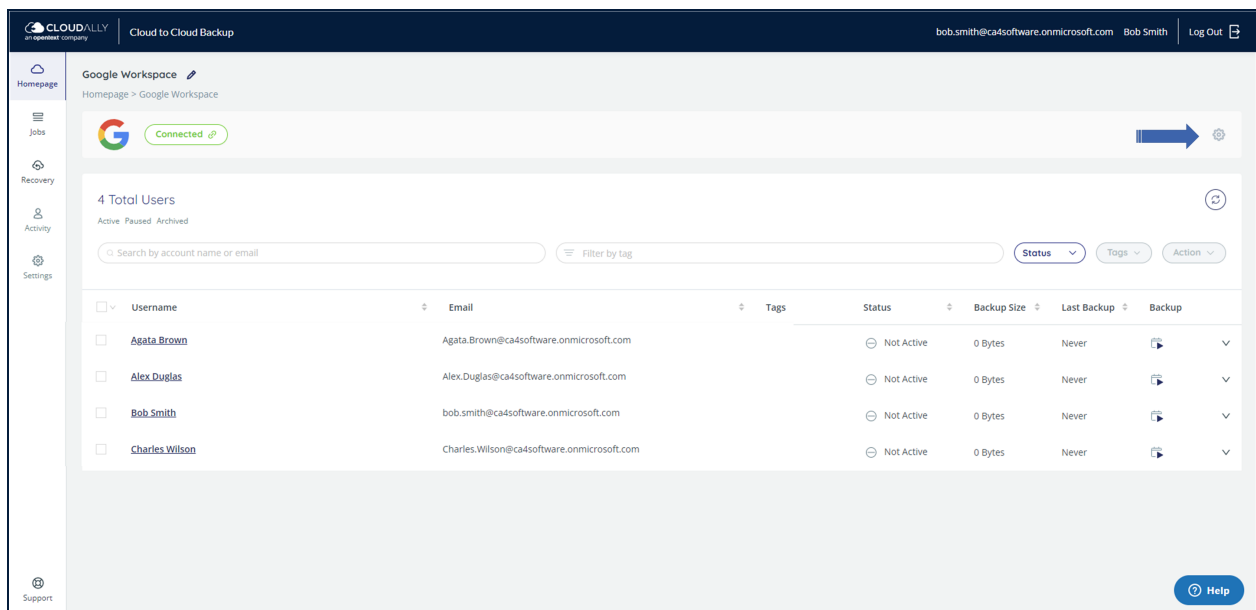 CLOUDALLY
an opentext company
Cloud to Cloud Backup
bob.smith@ca4software.onmicrosoft.com Bob Smith Log Out
Homepage
Jobs
Recovery
Activity
Settings
Support
Google Workspace
Homepage > Google Workspace
Connected
4 Total Users
Active Paused Archived
Search by account name or email
Filter by tag
Status
Tags
Action
Username Email Tags Status Backup Size Last Backup Backup
Agata Brown Agata.Brown@ca4software.onmicrosoft.com Not Active 0 Bytes Never
Alex Duglas Alex.Duglas@ca4software.onmicrosoft.com Not Active 0 Bytes Never
Bob Smith bob.smith@ca4software.onmicrosoft.com Not Active 0 Bytes Never
Charles Wilson Charles.Wilson@ca4software.onmicrosoft.com Not Active 0 Bytes Never
Help